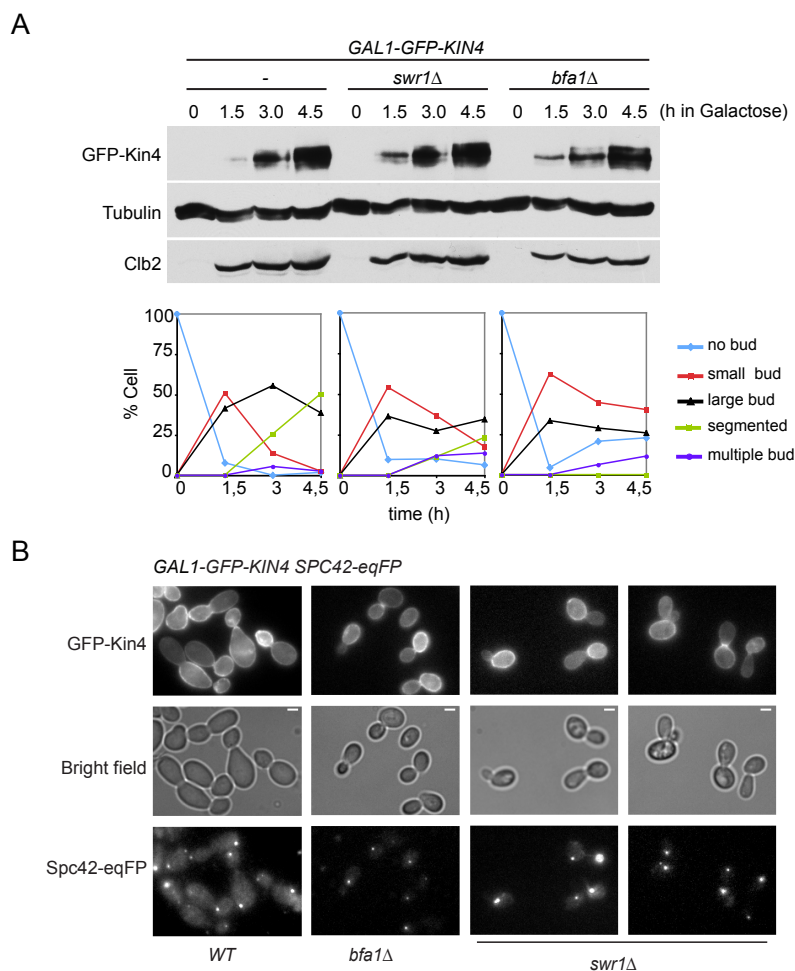 A
GAL1-GFP-KIN4
- swr1Δ bfa1Δ
0 1.5 3.0 4.5 0 1.5 3.0 4.5 0 1.5 3.0 4.5 (h in Galactose)
GFP-Kin4
Tubulin
Clb2
100
75
50
25
0
% Cell
0 1,5 3 4,5 0 1,5 3 4,5 0 1,5 3 4,5
time (h)
no bud
small bud
large bud
segmented
multiple bud
B
GAL1-GFP-KIN4 SPC42-eqFP
GFP-Kin4
Bright field
Spc42-eqFP
WT bfa1Δ swr1Δ